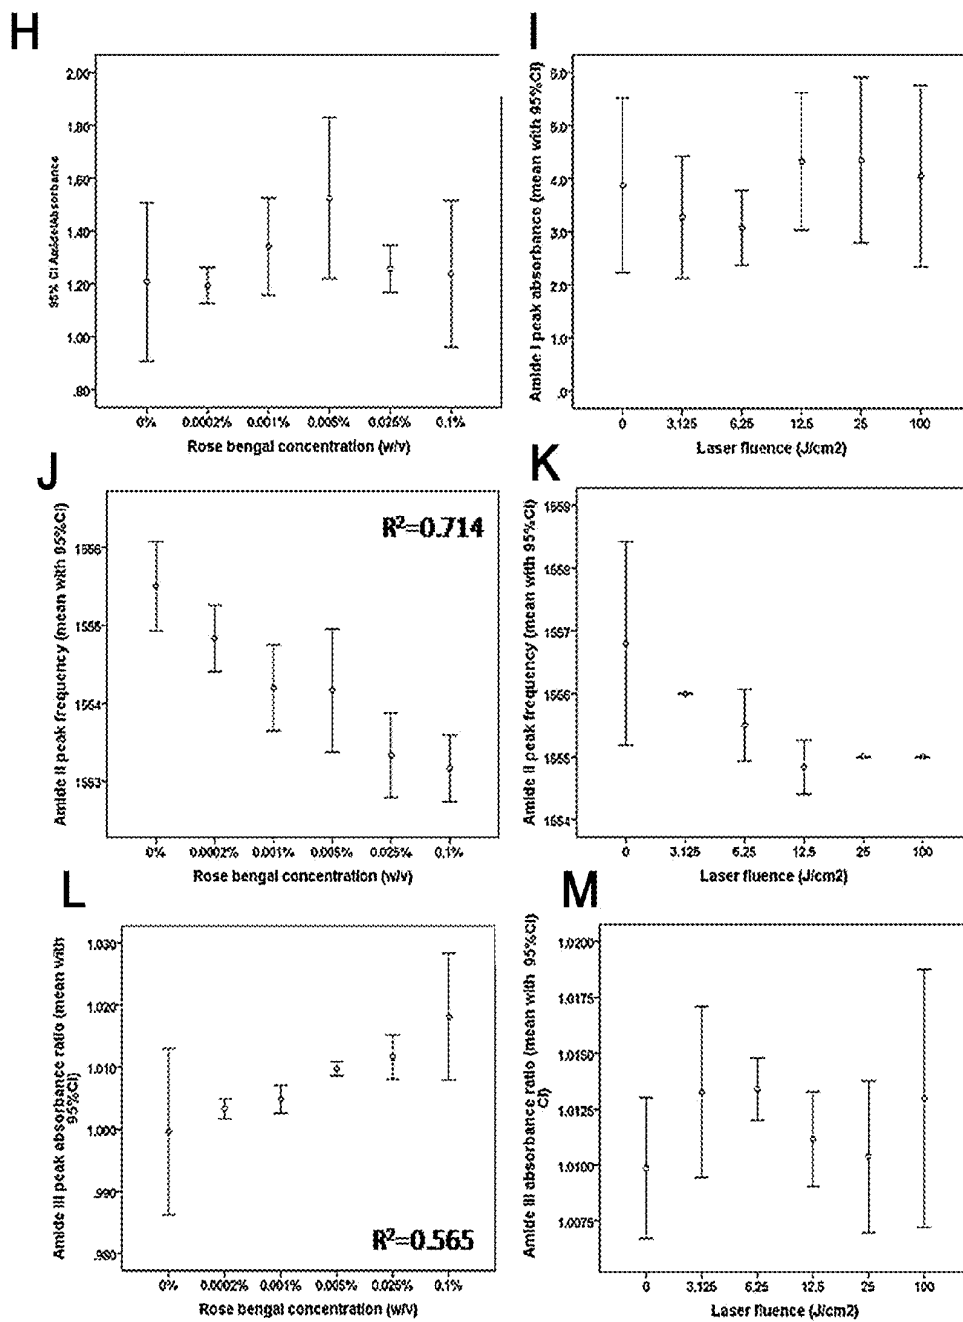 H
95% CI AmideIAbsorbance
2.00
1.80
1.60
1.40
1.20
1.00
.80
0% 0.0002% 0.001% 0.005% 0.025% 0.1%
Rose bengal concentration (w/v)
I
Amide I peak absorbance (mean with 95%CI)
6.0
5.0
4.0
3.0
2.0
1.0
.0
0 3.125 6.25 12.5 25 100
Laser fluence (J/cm2)
J
Amide II peak frequency (mean with 95%CI)
R²=0.714
1556
1555
1554
1553
0% 0.0002% 0.001% 0.005% 0.025% 0.1%
Rose bengal concentration (w/v)
K
Amide II peak frequency (mean with 95%CI)
1559
1558
1557
1556
1555
1554
0 3.125 6.25 12.5 25 100
Laser fluence (J/cm2)
L
Amide III peak absorbance ratio (mean with
95%CI)
1.030
1.020
1.010
1.000
.990
.980
R²=0.565
0% 0.0002% 0.001% 0.005% 0.025% 0.1%
Rose bengal concentration (w/v)
M
Amide III absorbance ratio (mean with 95%
CI)
1.0200
1.0175
1.0150
1.0125
1.0100
1.0075
0 3.125 6.25 12.5 25 100
Laser fluence (J/cm2)